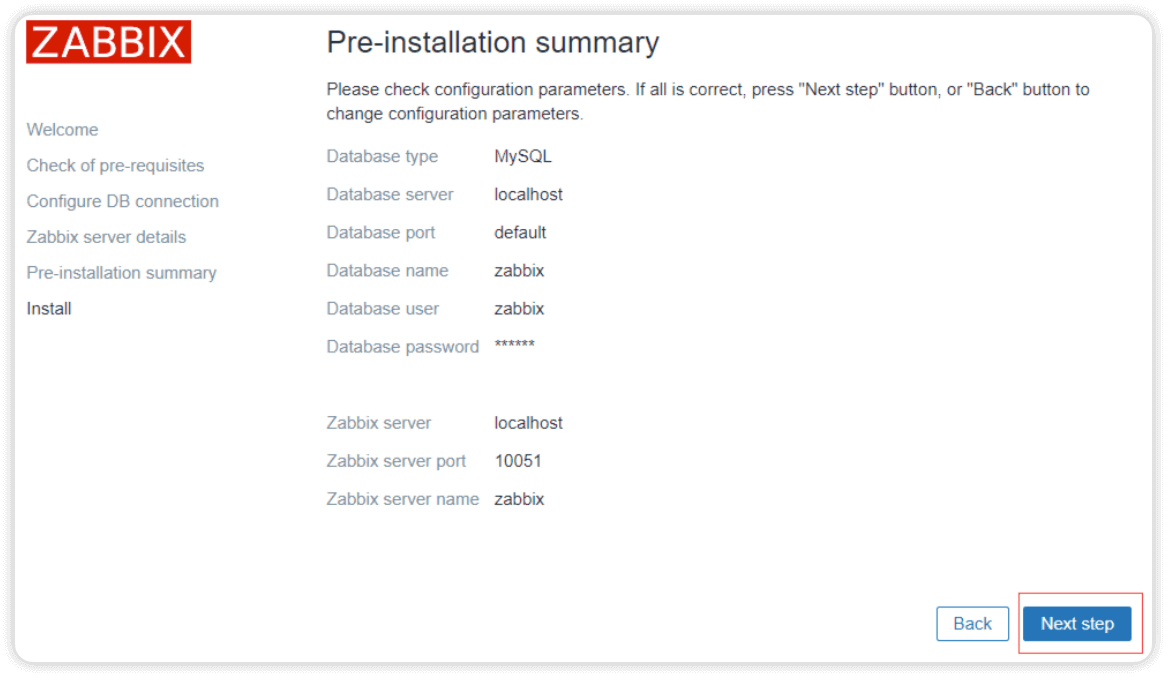 ZABBIX
Welcome
Check of pre-requisites
Configure DB connection
Zabbix server details
Pre-installation summary
Install
Pre-installation summary
Please check configuration parameters. If all is correct, press "Next step" button, or "Back" button to
change configuration parameters.
Database type MySQL
Database server localhost
Database port default
Database name zabbix
Database user zabbix
Database password ******
Zabbix server localhost
Zabbix server port 10051
Zabbix server name zabbix
Back Next step